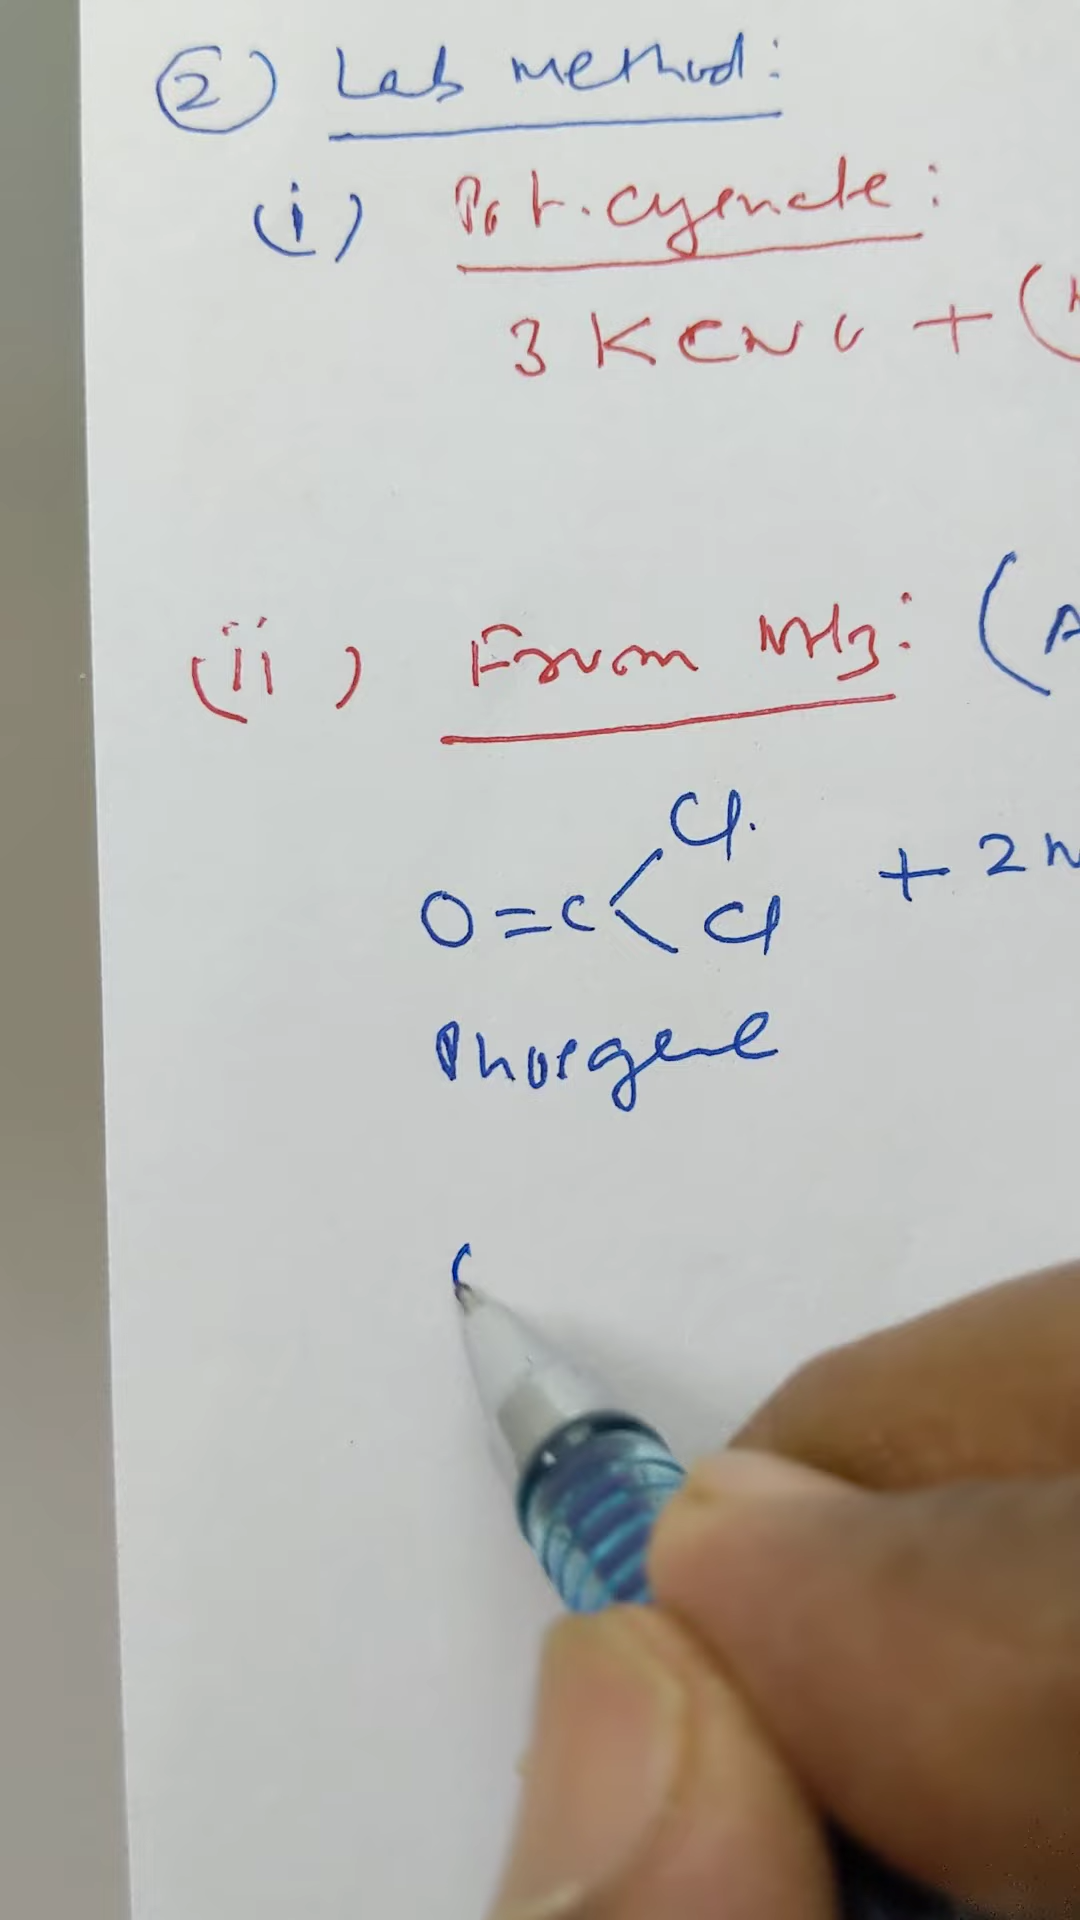 ② Lab method:
(i) Pot. cyanate:
3 KCNO + (
(ii) From NH3: (A
Cl.
O=C< + 2N
Cl
Phosgene